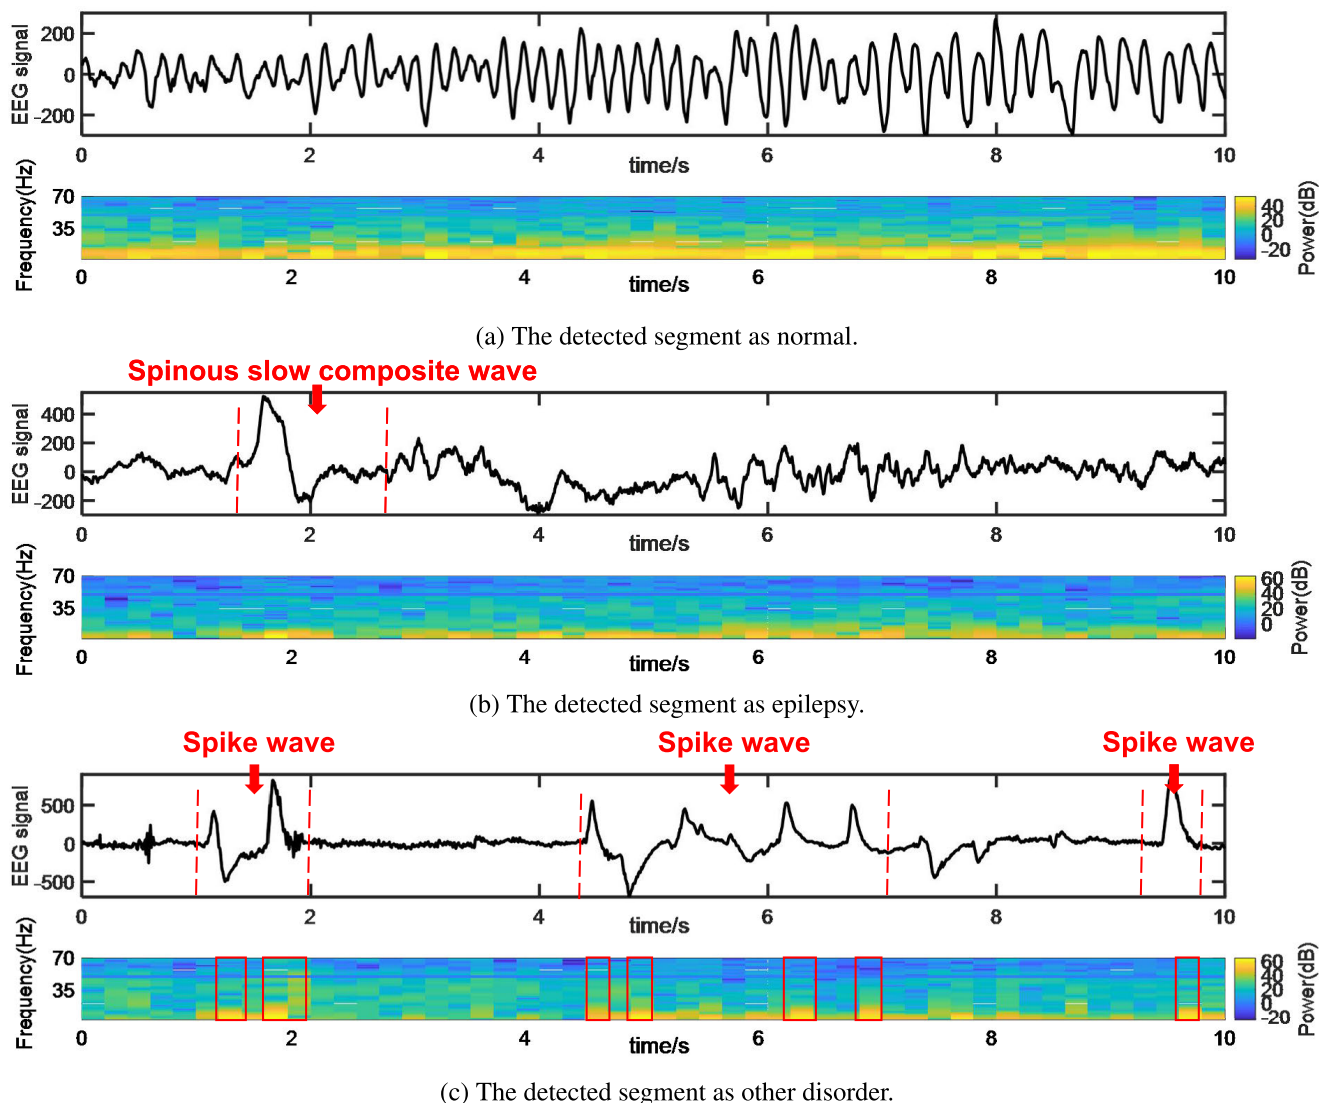 EEG signal
200
0
-200
0 2 4 6 8 10
time/s
Frequency(Hz)
70
35
0 2 4 6 8 10
time/s
40
20
0
-20
Power(dB)
(a) The detected segment as normal.
Spinous slow composite wave
EEG signal
400
200
0
-200
0 2 4 6 8 10
time/s
Frequency(Hz)
70
35
0 2 4 6 8 10
time/s
60
40
20
0
Power(dB)
(b) The detected segment as epilepsy.
Spike wave Spike wave Spike wave
EEG signal
500
0
-500
0 2 4 6 8 10
time/s
Frequency(Hz)
70
35
0 2 4 6 8 10
time/s
60
40
20
0
-20
Power(dB)
(c) The detected segment as other disorder.